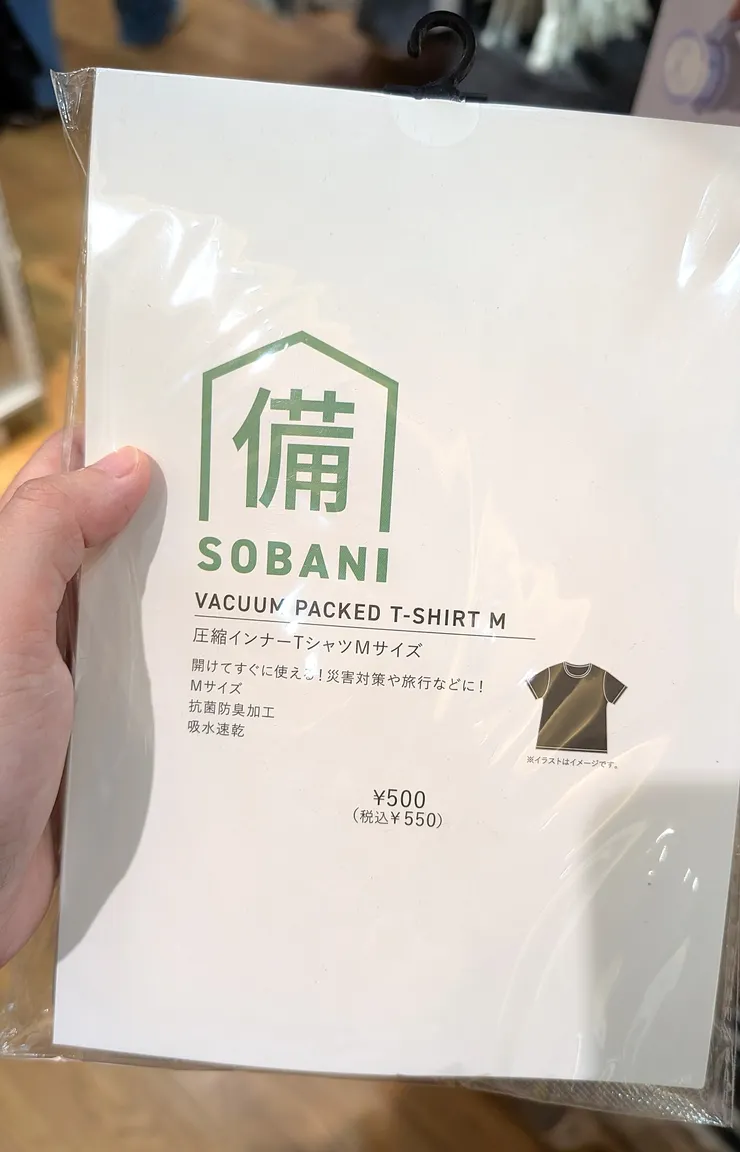 備
SOBANI
VACUUM PACKED T-SHIRT M
圧縮インナーTシャツMサイズ
開けてすぐに使える!災害対策や旅行などに!
Mサイズ
抗菌防臭加工
吸水速乾
※イラストはイメージです。
¥500
(税込¥550)